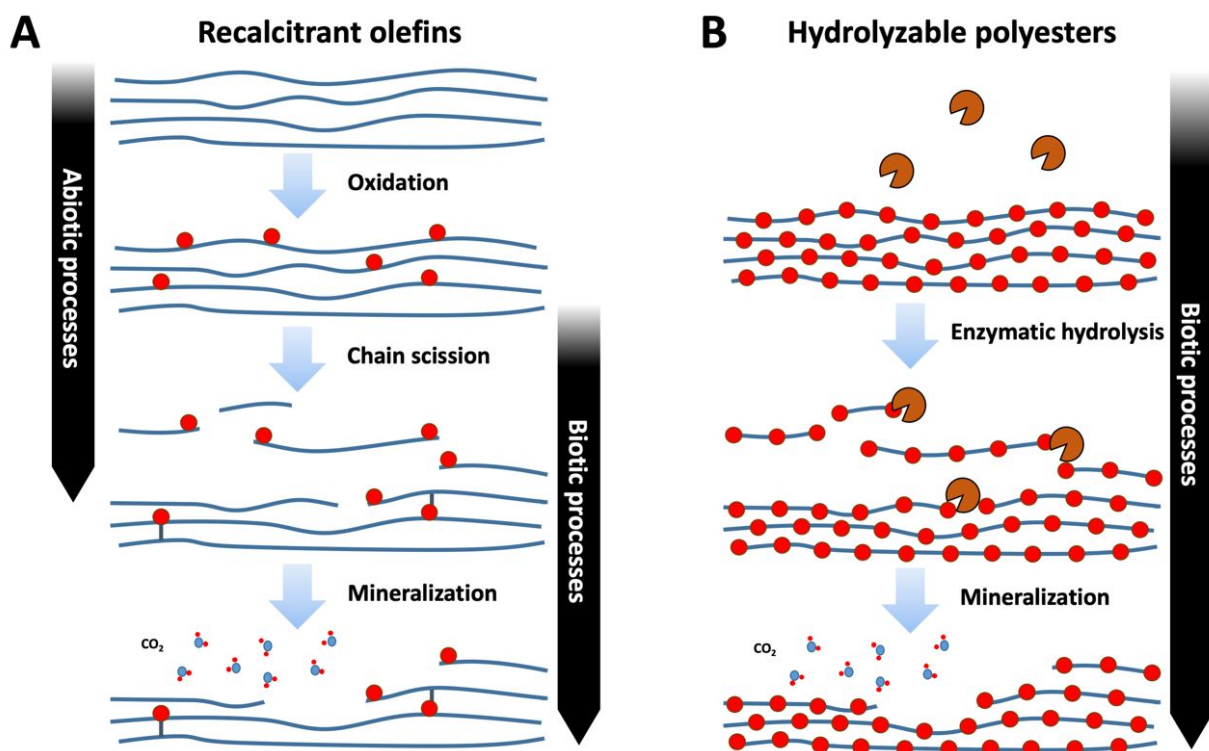 A
Recalcitrant olefins
Abiotic processes
Oxidation
Chain scission
Biotic processes
Mineralization
CO₂
B
Hydrolyzable polyesters
Enzymatic hydrolysis
Biotic processes
Mineralization
CO₂